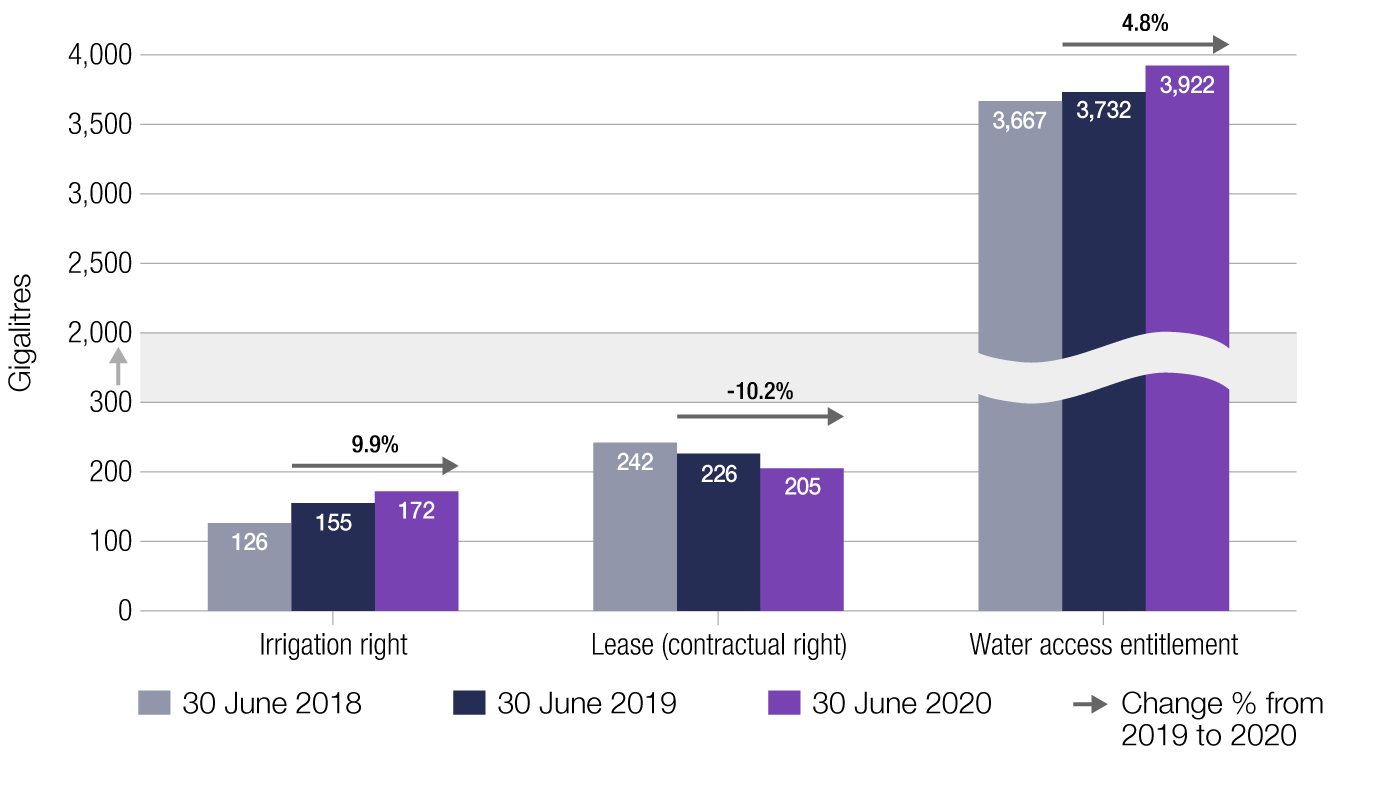 4.8%
4,000
3,922
3,732
3,667
3,500
3,000
2,500
Gigalitres
2,000
300
-10.2%
9.9%
242
226
205
200
172
155
126
100
0
Irrigation right
Lease (contractual right)
Water access entitlement
30 June 2018
30 June 2019
30 June 2020
Change % from
2019 to 2020